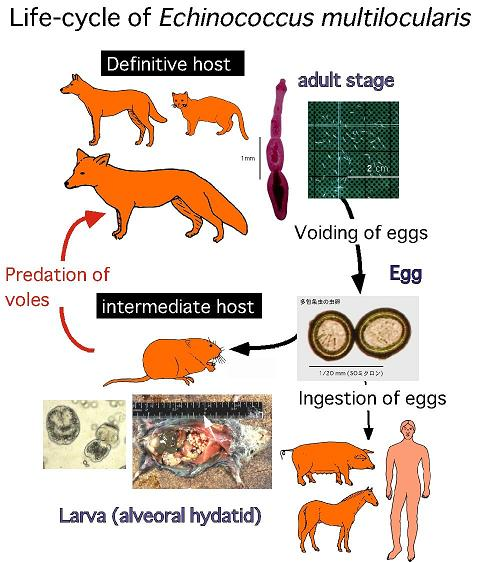 Life-cycle of Echinococcus multilocularis
Definitive host
adult stage
1mm
2 cm
Voiding of eggs
Egg
Predation of
voles
intermediate host
多包条虫の虫卵
1/20 mm (50ミクロン)
Ingestion of eggs
Larva (alveoral hydatid)